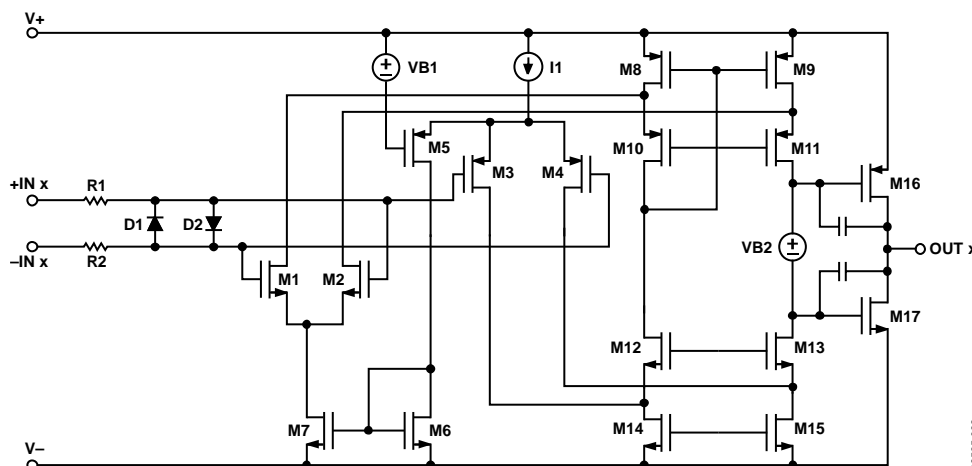 V+
M8
M9
VB1
I1
M5
M10
M11
M3
M4
M16
+IN x
R1
D1
D2
VB2
OUT x
–IN x
R2
M1
M2
M17
M12
M13
M7
M6
M14
M15
V–